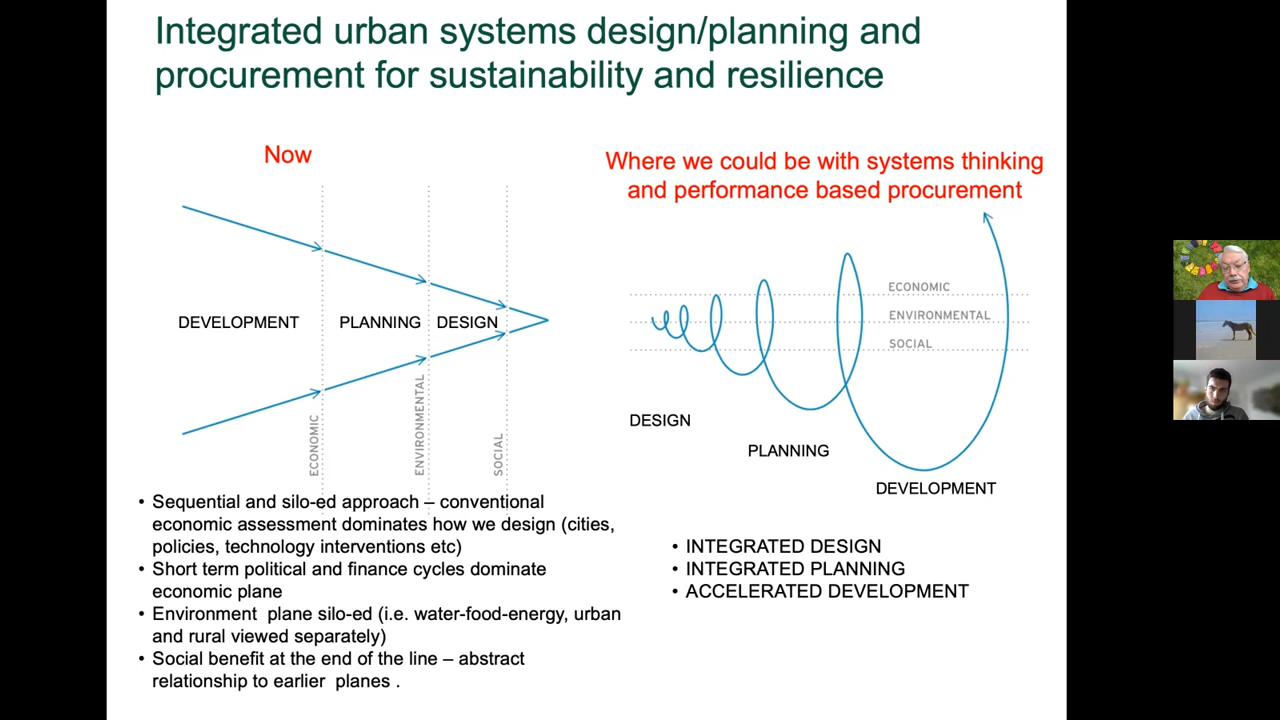 Integrated urban systems design/planning and
procurement for sustainability and resilience
Now
DEVELOPMENT
PLANNING
DESIGN
ECONOMIC
ENVIRONMENTAL
SOCIAL
• Sequential and silo-ed approach – conventional
economic assessment dominates how we design (cities,
policies, technology interventions etc)
• Short term political and finance cycles dominate
economic plane
• Environment plane silo-ed (i.e. water-food-energy, urban
and rural viewed separately)
• Social benefit at the end of the line – abstract
relationship to earlier planes .
Where we could be with systems thinking
and performance based procurement
ECONOMIC
ENVIRONMENTAL
SOCIAL
DESIGN
PLANNING
DEVELOPMENT
• INTEGRATED DESIGN
• INTEGRATED PLANNING
• ACCELERATED DEVELOPMENT